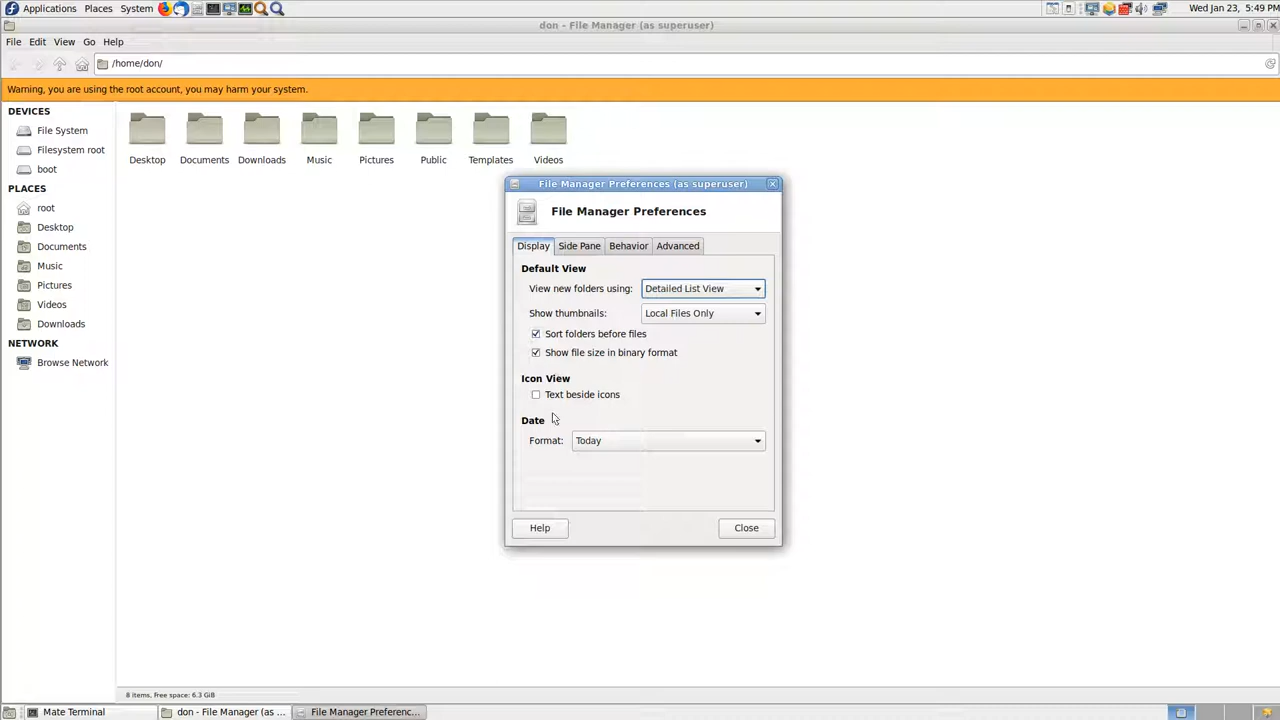 Applications Places System Wed Jan 23, 5:49 PM
don - File Manager (as superuser)
File Edit View Go Help
/home/don/
Warning, you are using the root account, you may harm your system.
DEVICES
File System
Filesystem root
boot
PLACES
root
Desktop
Documents
Music
Pictures
Videos
Downloads
NETWORK
Browse Network
Desktop Documents Downloads Music Pictures Public Templates Videos
File Manager Preferences (as superuser)
File Manager Preferences
Display Side Pane Behavior Advanced
Default View
View new folders using: Detailed List View
Show thumbnails: Local Files Only
Sort folders before files
Show file size in binary format
Icon View
Text beside icons
Date
Format: Today
Help Close
8 items, Free space: 6.3 GiB
Mate Terminal don - File Manager (as ... File Manager Preferenc...